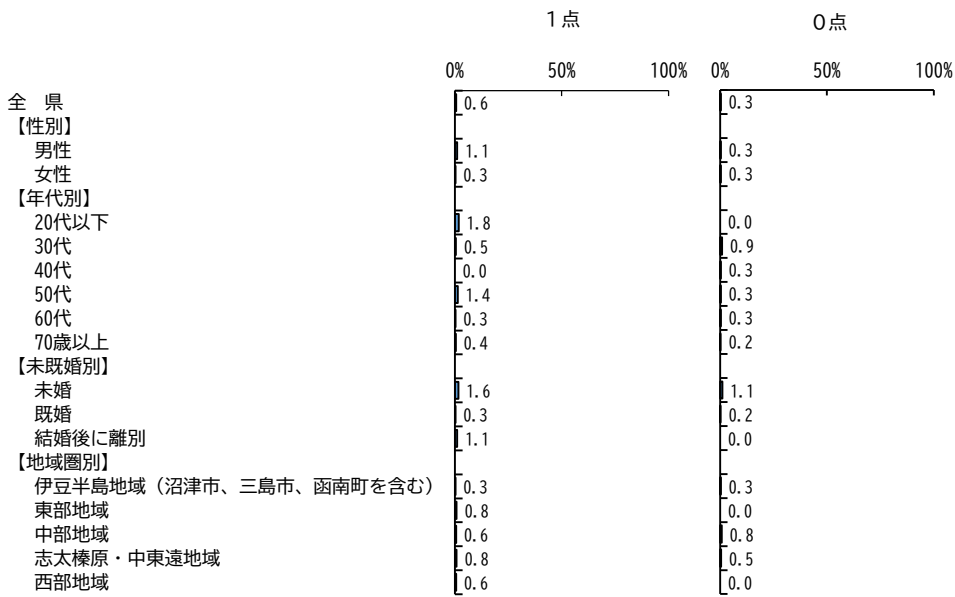 １点 ０点
0% 50% 100% 0% 50% 100%
全　県 0.6 0.3
【性別】
男性 1.1 0.3
女性 0.3 0.3
【年代別】
20代以下 1.8 0.0
30代 0.5 0.9
40代 0.0 0.3
50代 1.4 0.3
60代 0.3 0.3
70歳以上 0.4 0.2
【未既婚別】
未婚 1.6 1.1
既婚 0.3 0.2
結婚後に離別 1.1 0.0
【地域圏別】
伊豆半島地域（沼津市、三島市、函南町を含む） 0.3 0.3
東部地域 0.8 0.0
中部地域 0.6 0.8
志太榛原・中東遠地域 0.8 0.5
西部地域 0.6 0.0